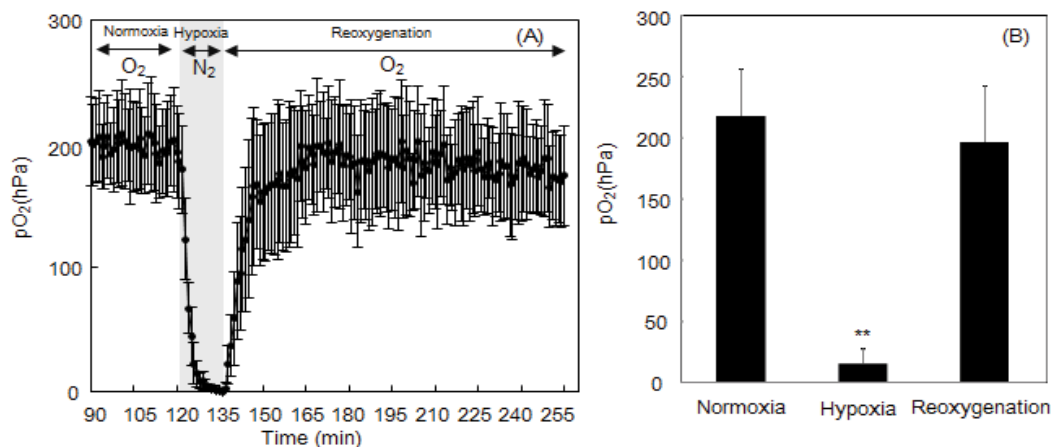 300
Normoxia Hypoxia Reoxygenation (A)
O2 N2 O2
200
100
0
pO2(hPa)
90 105 120 135 150 165 180 195 210 225 240 255
Time (min)
300 (B)
250
200
150
100
50
0
pO2(hPa)
**
Normoxia Hypoxia Reoxygenation